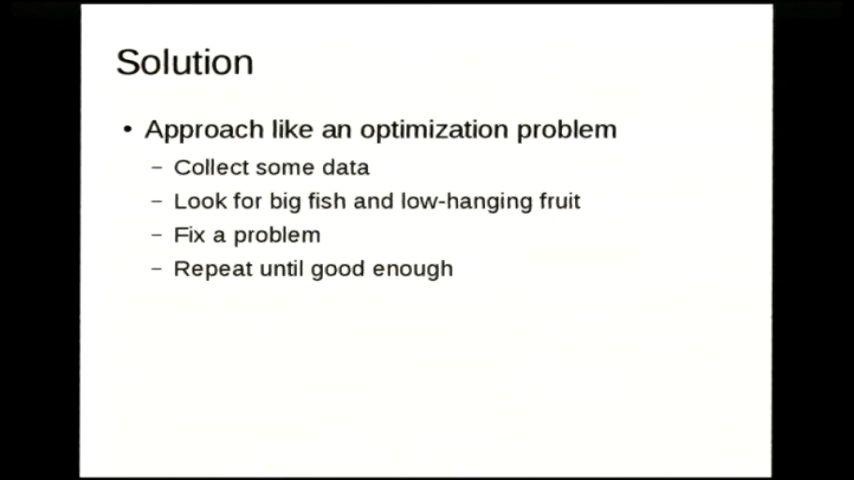 Solution
• Approach like an optimization problem
– Collect some data
– Look for big fish and low-hanging fruit
– Fix a problem
– Repeat until good enough